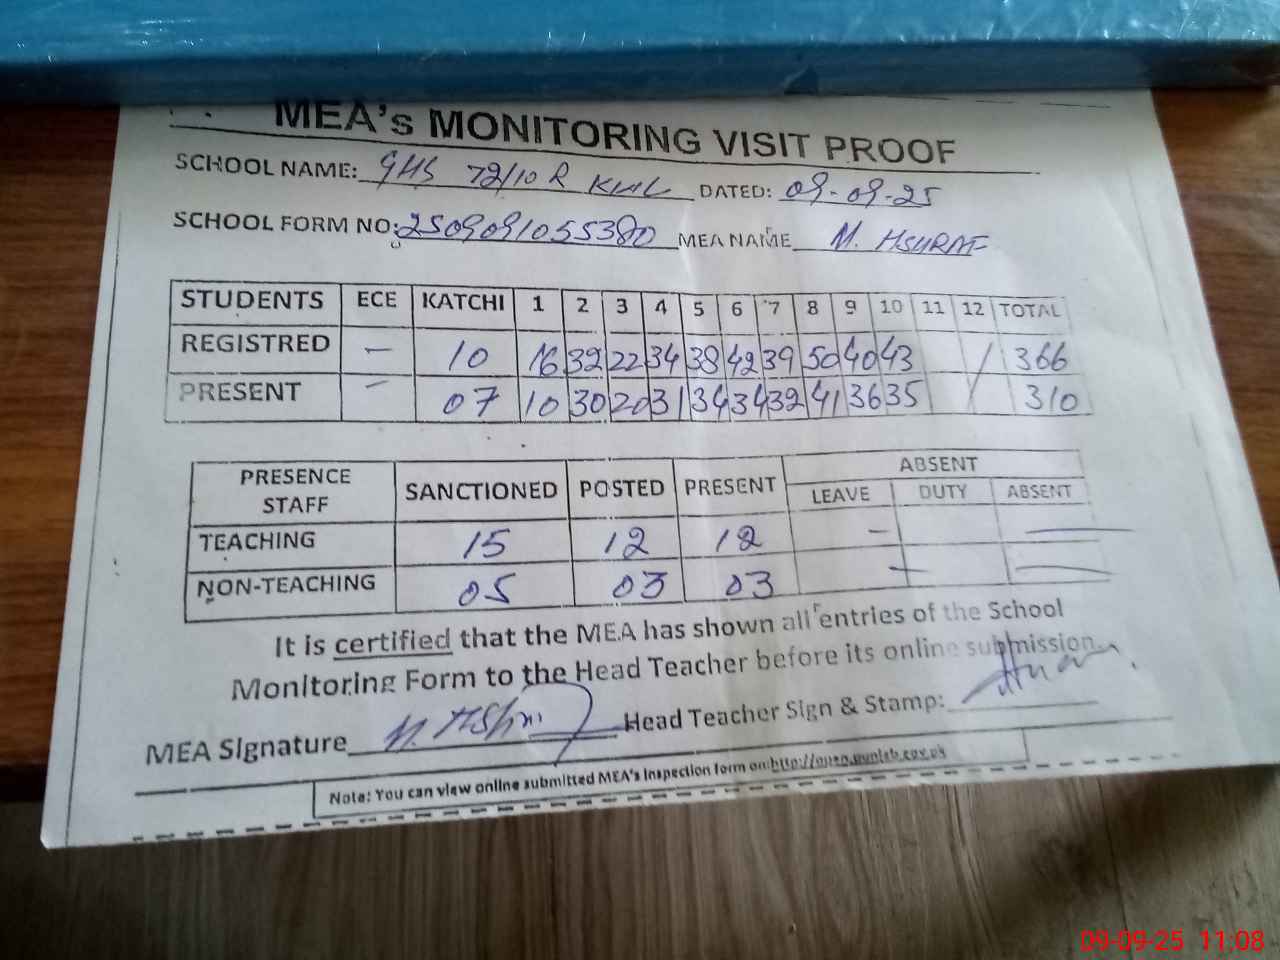 MEA's MONITORING VISIT PROOF
SCHOOL NAME: GHS 72/10 R KWL DATED: 09-09-25
SCHOOL FORM NO: 2509091055380 MEA NAME M. ASHRAF
STUDENTS ECE KATCHI 1 2 3 4 5 6 7 8 9 10 11 12 TOTAL
REGISTRED — 10 16 32 22 34 38 42 39 50 40 43 / 366
PRESENT — 07 10 30 20 31 34 34 32 41 36 35 310
PRESENCE STAFF SANCTIONED POSTED PRESENT ABSENT
LEAVE DUTY ABSENT
TEACHING 15 12 12 — —
NON-TEACHING 05 03 03 — —
It is certified that the MEA has shown all entries of the School
Monitoring Form to the Head Teacher before its online submission.
MEA Signature M. Ashraf Head Teacher Sign & Stamp:
Note: You can view online submitted MEA's inspection form on:http://open.punjab.gov.pk
09-09-25 11:08